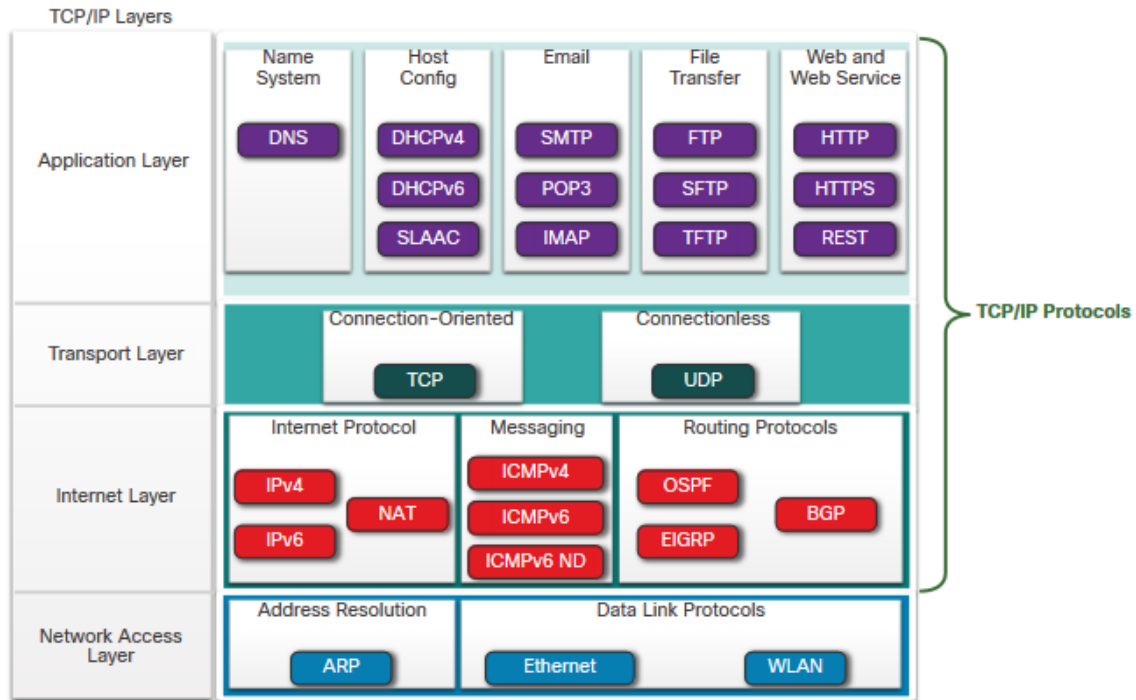 TCP/IP Layers
Name
System
Host
Config
Email
File
Transfer
Web and
Web Service
Application Layer
DNS
DHCPv4
SMTP
FTP
HTTP
DHCPv6
POP3
SFTP
HTTPS
SLAAC
IMAP
TFTP
REST
TCP/IP Protocols
Transport Layer
Connection-Oriented
Connectionless
TCP
UDP
Internet Layer
Internet Protocol
Messaging
Routing Protocols
IPv4
IPv6
NAT
ICMPv4
ICMPv6
ICMPv6 ND
OSPF
EIGRP
BGP
Network Access
Layer
Address Resolution
Data Link Protocols
ARP
Ethernet
WLAN